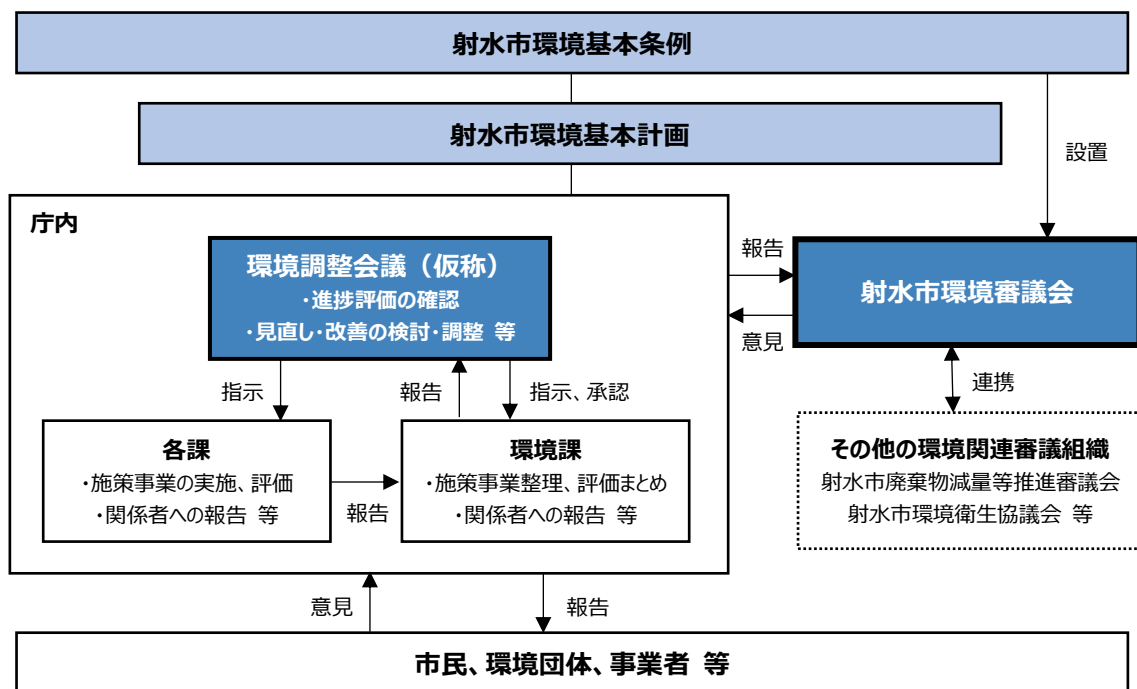 射水市環境基本条例
射水市環境基本計画
設置
庁内
環境調整会議（仮称）
・進捗評価の確認
・見直し・改善の検討・調整 等
報告
意見
射水市環境審議会
指示
報告
指示、承認
連携
各課
・施策事業の実施、評価
・関係者への報告 等
報告
環境課
・施策事業整理、評価まとめ
・関係者への報告 等
その他の環境関連審議組織
射水市廃棄物減量等推進審議会
射水市環境衛生協議会 等
意見
報告
市民、環境団体、事業者 等